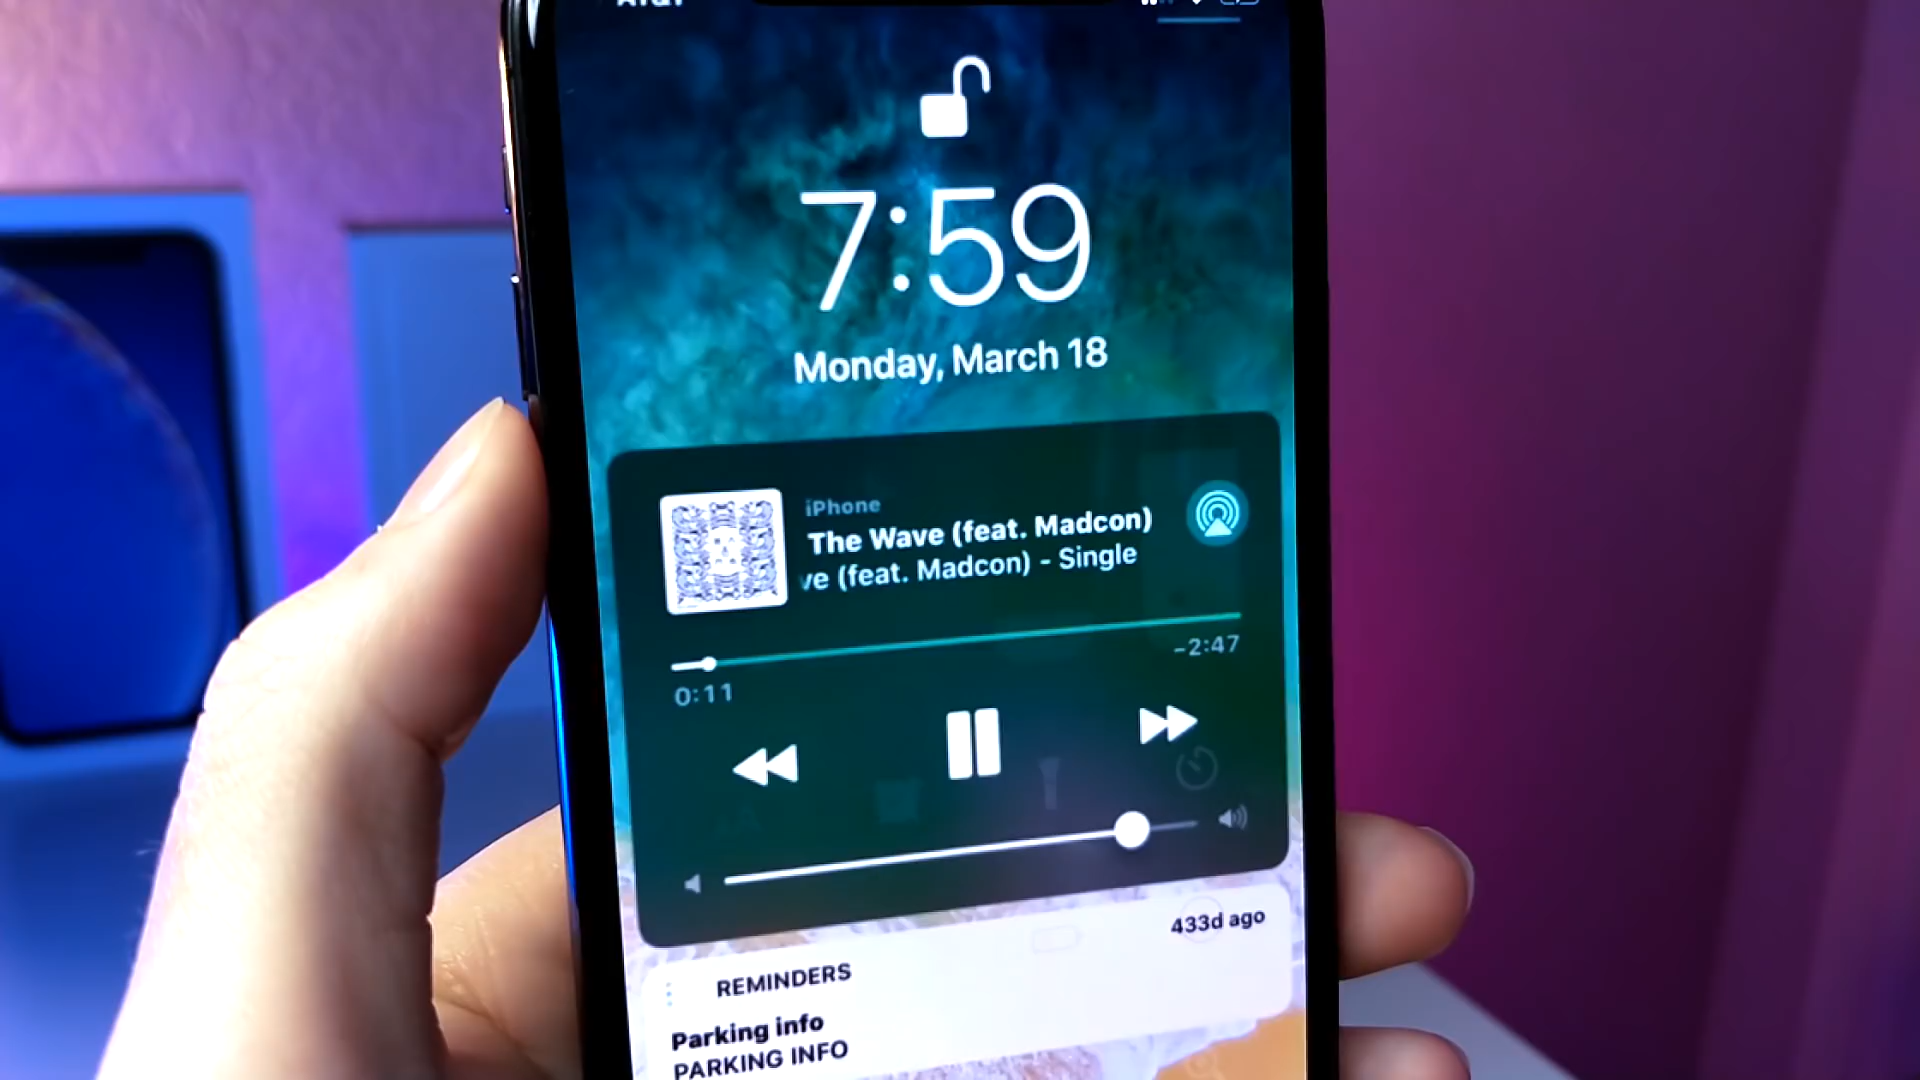 AT&T
7:59
Monday, March 18
iPhone
The Wave (feat. Madcon)
ve (feat. Madcon) - Single
0:11
-2:47
433d ago
REMINDERS
Parking info
PARKING INFO